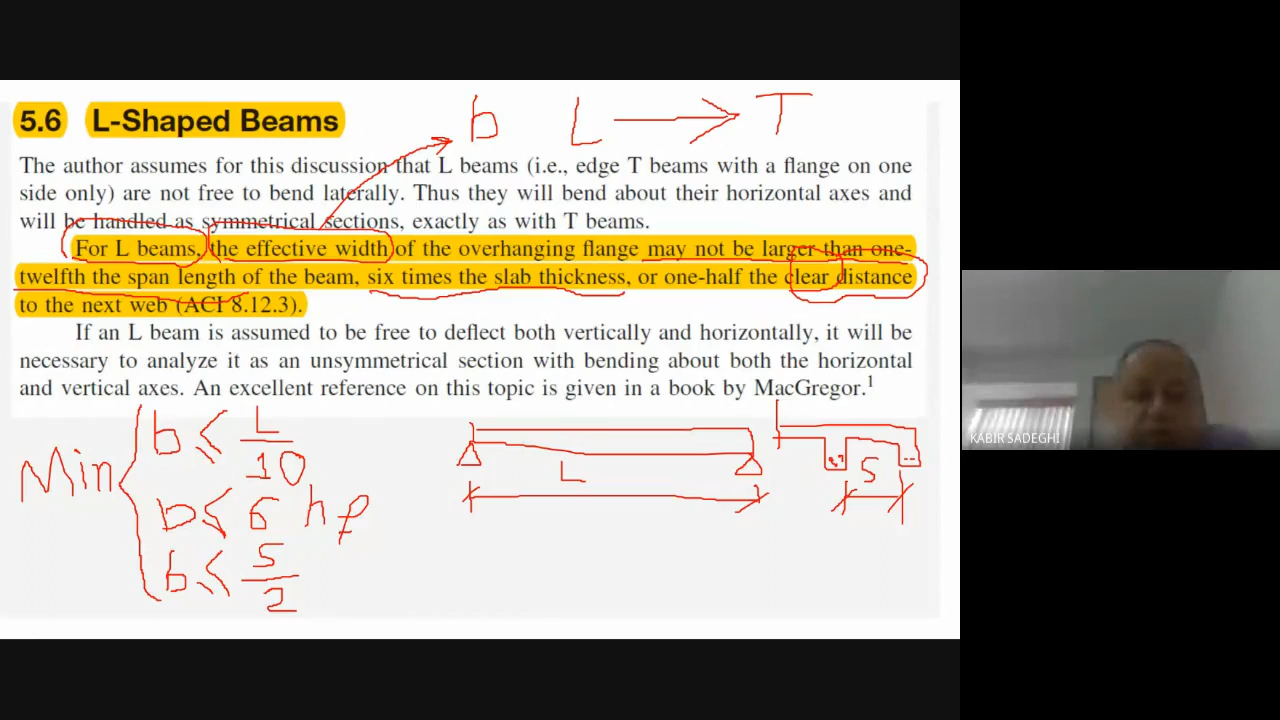 5.6 L-Shaped Beams
b L → T
The author assumes for this discussion that L beams (i.e., edge T beams with a flange on one
side only) are not free to bend laterally. Thus they will bend about their horizontal axes and
will be handled as symmetrical sections, exactly as with T beams.
For L beams, the effective width of the overhanging flange may not be larger than one-
twelfth the span length of the beam, six times the slab thickness, or one-half the clear distance
to the next web (ACI 8.12.3).
If an L beam is assumed to be free to deflect both vertically and horizontally, it will be
necessary to analyze it as an unsymmetrical section with bending about both the horizontal
and vertical axes. An excellent reference on this topic is given in a book by MacGregor.¹
Min
b ≤ L/10
b ≤ 6 hf
b ≤ S/2
L
S
KABIR SADEGHI